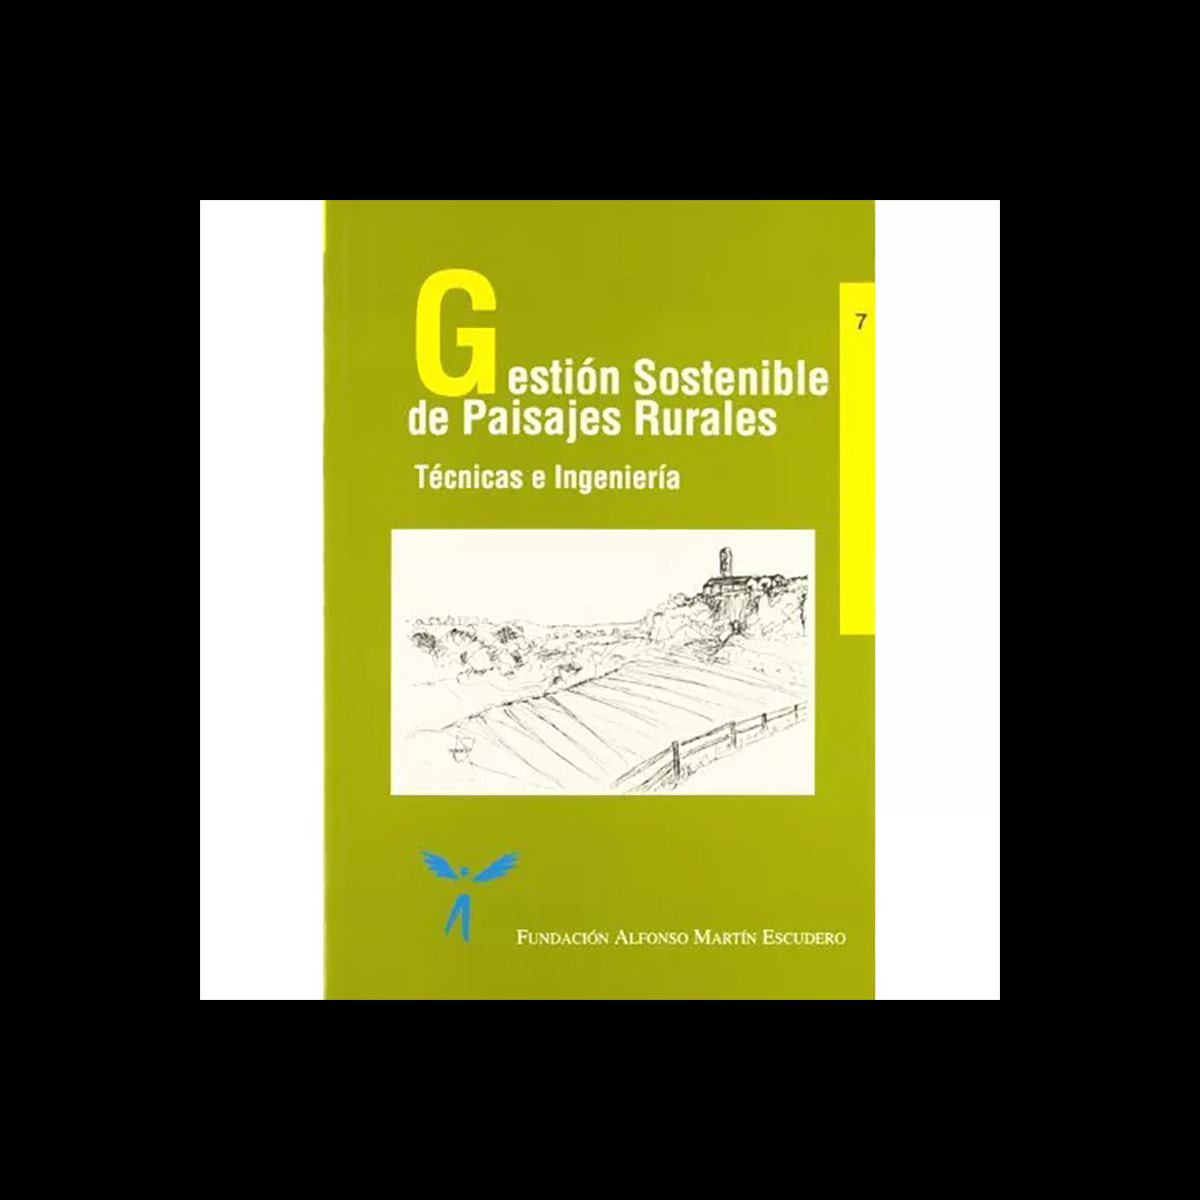 7
Gestión Sostenible
de Paisajes Rurales
Técnicas e Ingeniería
FUNDACIÓN ALFONSO MARTÍN ESCUDERO